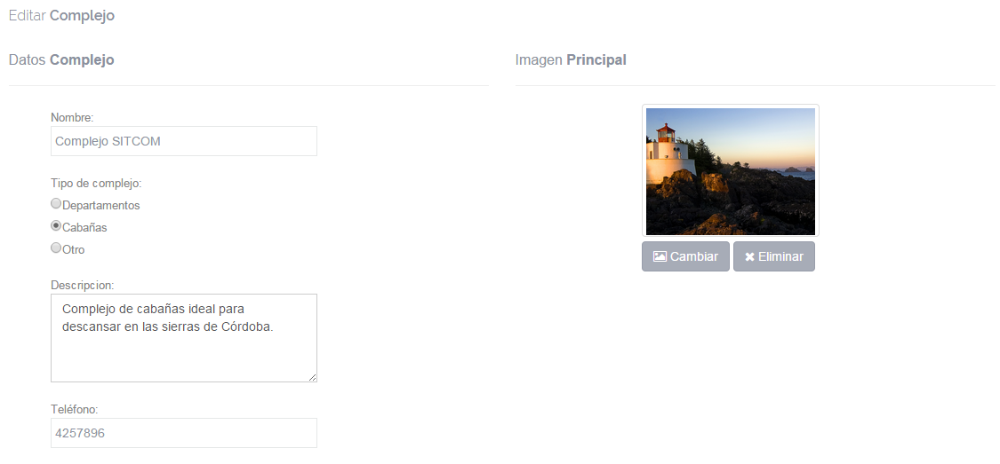 Editar Complejo
Datos Complejo
Nombre:
Complejo SITCOM
Tipo de complejo:
Departamentos
Cabañas
Otro
Descripcion:
Complejo de cabañas ideal para
descansar en las sierras de Córdoba.
Teléfono:
4257896
Imagen Principal
Cambiar
Eliminar